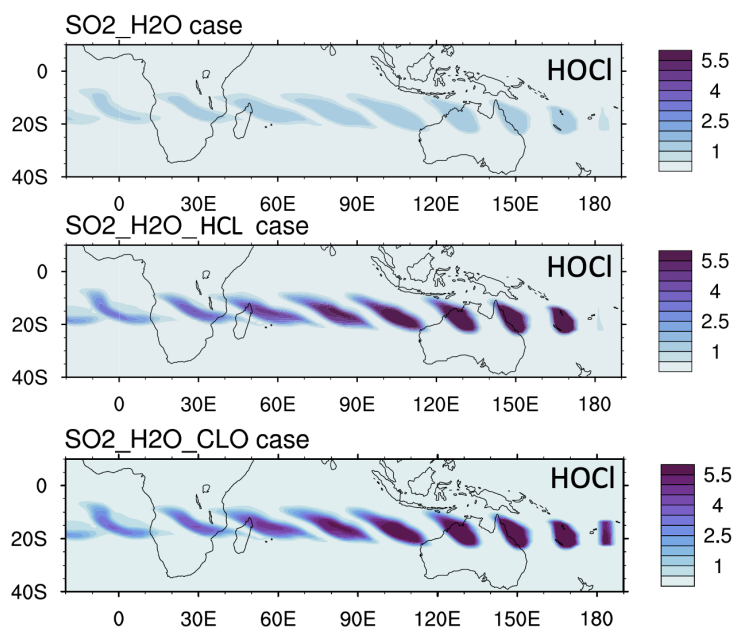 SO2_H2O case
HOCl
0
20S
40S
0 30E 60E 90E 120E 150E 180
5.5
4
2.5
1
SO2_H2O_HCL case
HOCl
0
20S
40S
0 30E 60E 90E 120E 150E 180
5.5
4
2.5
1
SO2_H2O_CLO case
HOCl
0
20S
40S
0 30E 60E 90E 120E 150E 180
5.5
4
2.5
1